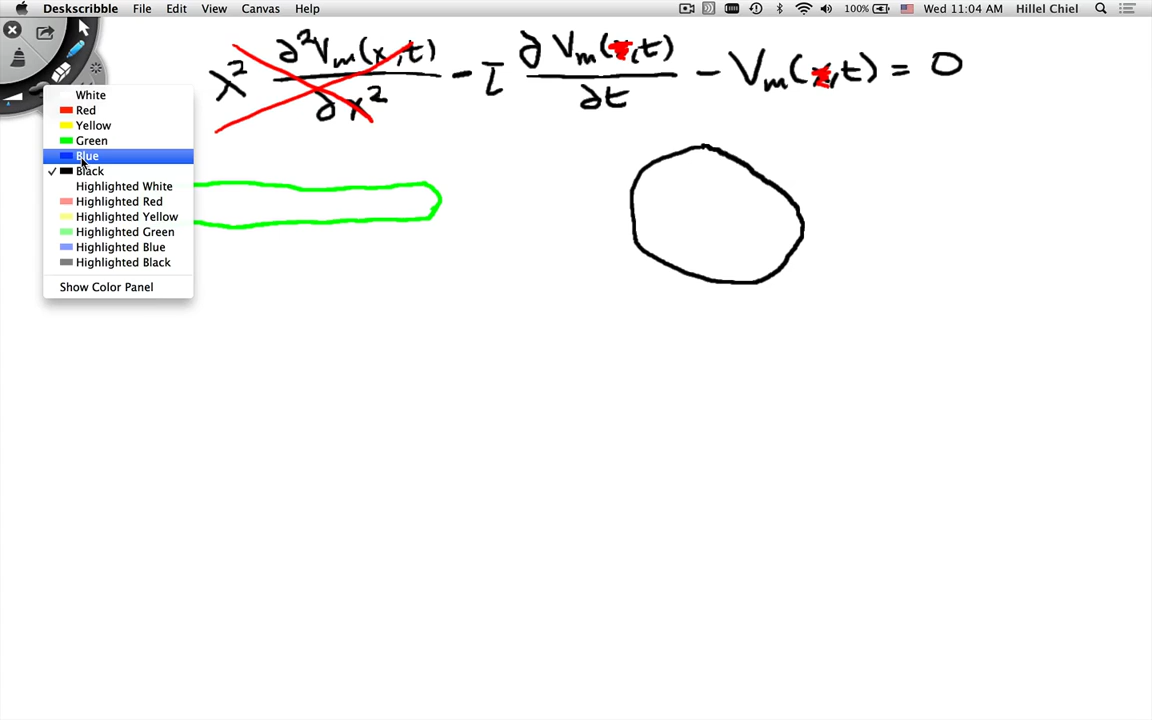 Deskscribble File Edit View Canvas Help 100% Wed 11:04 AM Hillel Chiel
λ² ∂²Vm(x,t)/∂x² − τ ∂Vm(x,t)/∂t − Vm(x,t) = 0
White
Red
Yellow
Green
Blue
Black
Highlighted White
Highlighted Red
Highlighted Yellow
Highlighted Green
Highlighted Blue
Highlighted Black
Show Color Panel